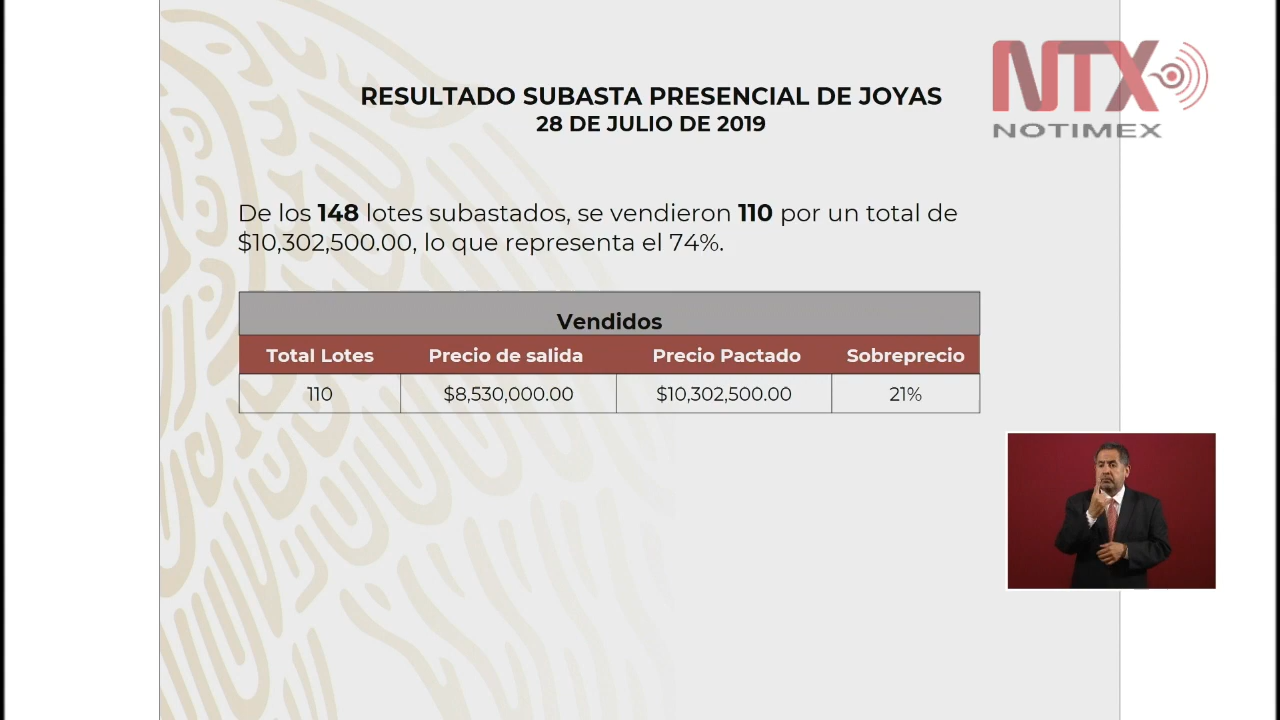 NTX
NOTIMEX
RESULTADO SUBASTA PRESENCIAL DE JOYAS
28 DE JULIO DE 2019
De los 148 lotes subastados, se vendieron 110 por un total de
$10,302,500.00, lo que representa el 74%.
Vendidos
Total Lotes Precio de salida Precio Pactado Sobreprecio
110 $8,530,000.00 $10,302,500.00 21%